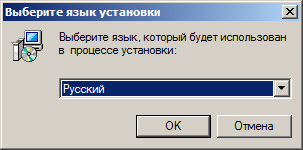 Выберите язык установки
Выберите язык, который будет использован
в процессе установки:
Русский
OK
Отмена